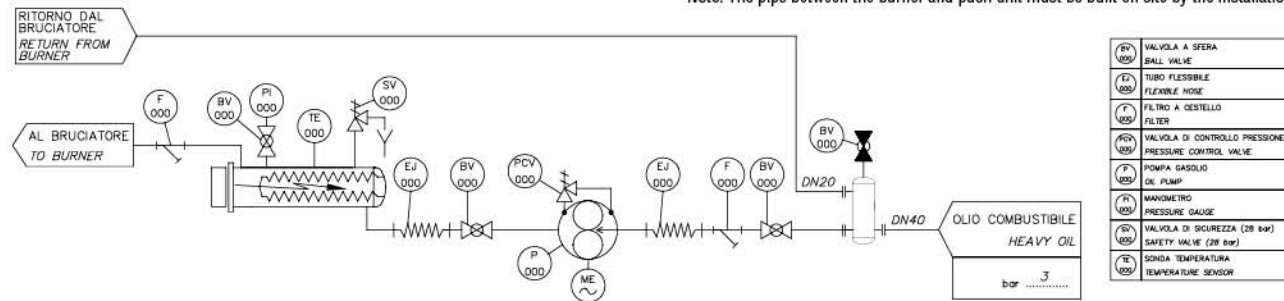 Note: The pipe between the burner and push unit must be built on site by the installation
RITORNO DAL
BRUCIATORE
RETURN FROM
BURNER
AL BRUCIATORE
TO BURNER
F
000
BV
000
PI
000
TE
000
SV
000
EJ
000
BV
000
PCV
000
P
000
ME
EJ
000
F
000
BV
000
BV
000
DN20
DN40
OLIO COMBUSTIBILE
HEAVY OIL
bar ...3...
BV
000
VALVOLA A SFERA
BALL VALVE
EJ
000
TUBO FLESSIBILE
FLEXIBLE HOSE
F
000
FILTRO A CESTELLO
FILTER
PCV
000
VALVOLA DI CONTROLLO PRESSIONE
PRESSURE CONTROL VALVE
P
000
POMPA GASOLIO
OIL PUMP
PI
000
MANOMETRO
PRESSURE GAUGE
SV
000
VALVOLA DI SICUREZZA (28 bar)
SAFETY VALVE (28 bar)
TE
000
SONDA TEMPERATURA
TEMPERATURE SENSOR